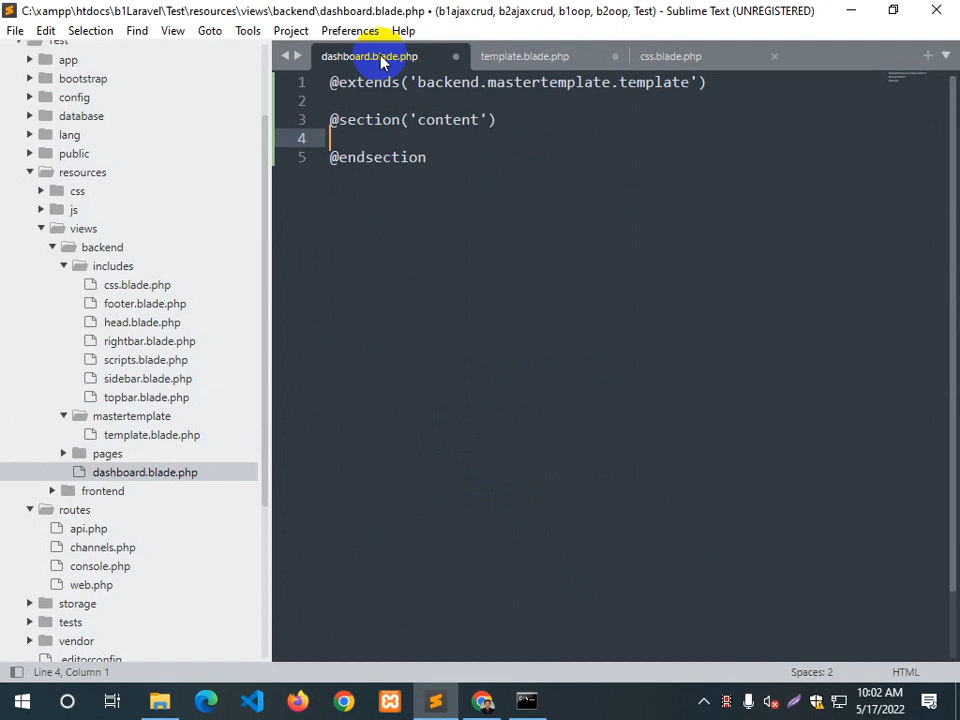 C:\xampp\htdocs\b1Laravel\Test\resources\views\backend\dashboard.blade.php • (b1ajaxcrud, b2ajaxcrud, b1oop, b2oop, Test) - Sublime Text (UNREGISTERED)
File Edit Selection Find View Goto Tools Project Preferences Help
Test
app
bootstrap
config
database
lang
public
resources
css
js
views
backend
includes
css.blade.php
footer.blade.php
head.blade.php
rightbar.blade.php
scripts.blade.php
sidebar.blade.php
topbar.blade.php
mastertemplate
template.blade.php
pages
dashboard.blade.php
frontend
routes
api.php
channels.php
console.php
web.php
storage
tests
vendor
.editorconfig
dashboard.blade.php template.blade.php css.blade.php
1 @extends('backend.mastertemplate.template')
2
3 @section('content')
4
5 @endsection
Line 4, Column 1 Spaces: 2 HTML
10:02 AM
5/17/2022